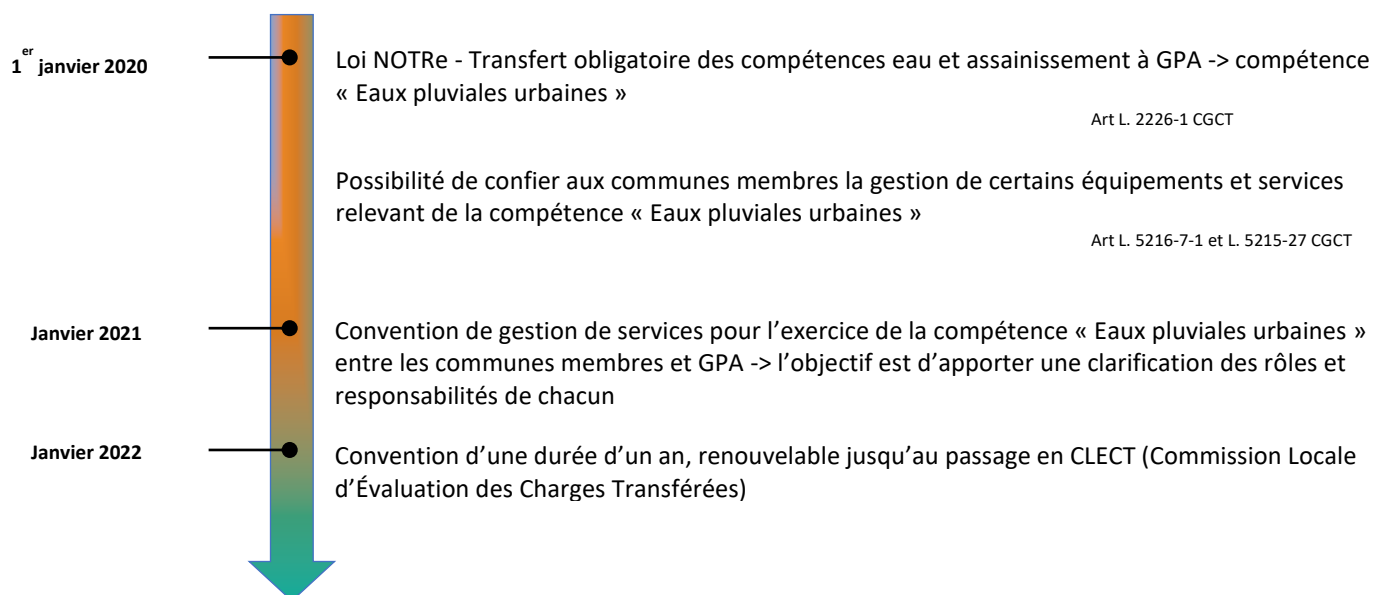 1er janvier 2020
Loi NOTRe - Transfert obligatoire des compétences eau et assainissement à GPA -> compétence
« Eaux pluviales urbaines »
Art L. 2226-1 CGCT
Possibilité de confier aux communes membres la gestion de certains équipements et services
relevant de la compétence « Eaux pluviales urbaines »
Art L. 5216-7-1 et L. 5215-27 CGCT
Janvier 2021
Convention de gestion de services pour l’exercice de la compétence « Eaux pluviales urbaines »
entre les communes membres et GPA -> l’objectif est d’apporter une clarification des rôles et
responsabilités de chacun
Janvier 2022
Convention d’une durée d’un an, renouvelable jusqu’au passage en CLECT (Commission Locale
d’Évaluation des Charges Transférées)